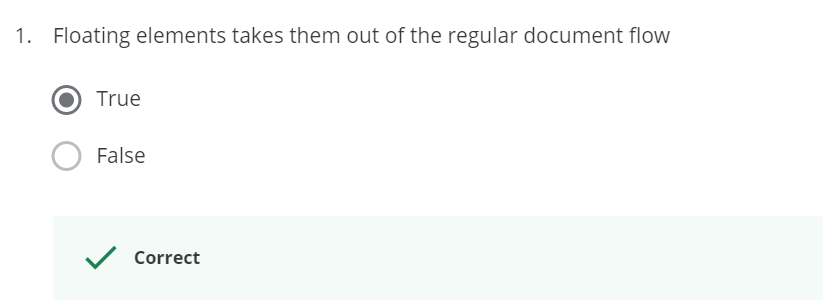 1. Floating elements takes them out of the regular document flow
True
False
Correct